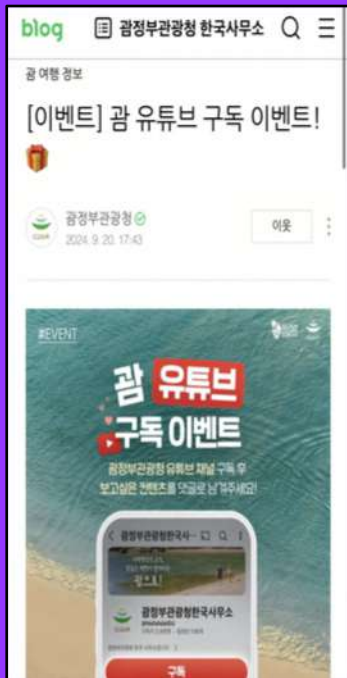 blog 괌정부관광청 한국사무소
괌 여행 정보
[이벤트] 괌 유튜브 구독 이벤트!
괌정부관광청
2024. 9. 20. 17:43
이웃
#EVENT
괌 유튜브
구독 이벤트
괌정부관광청 유튜브 채널 구독 후
보고싶은 컨텐츠를 댓글로 남겨주세요!
괌정부관광청한국사···
괌으로!
괌정부관광청한국사무소
구독